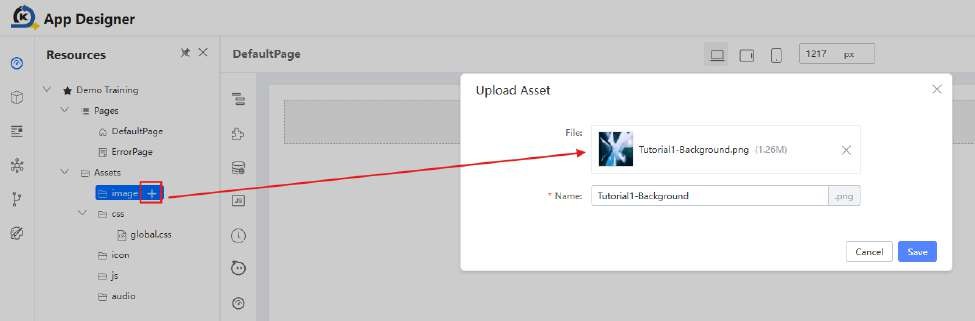 App Designer
Resources
DefaultPage
1217 px
Demo Training
Pages
DefaultPage
ErrorPage
Assets
image
css
global.css
icon
js
audio
JS
Upload Asset
File:
Tutorial1-Background.png (1.26M)
* Name: Tutorial1-Background .png
Cancel Save